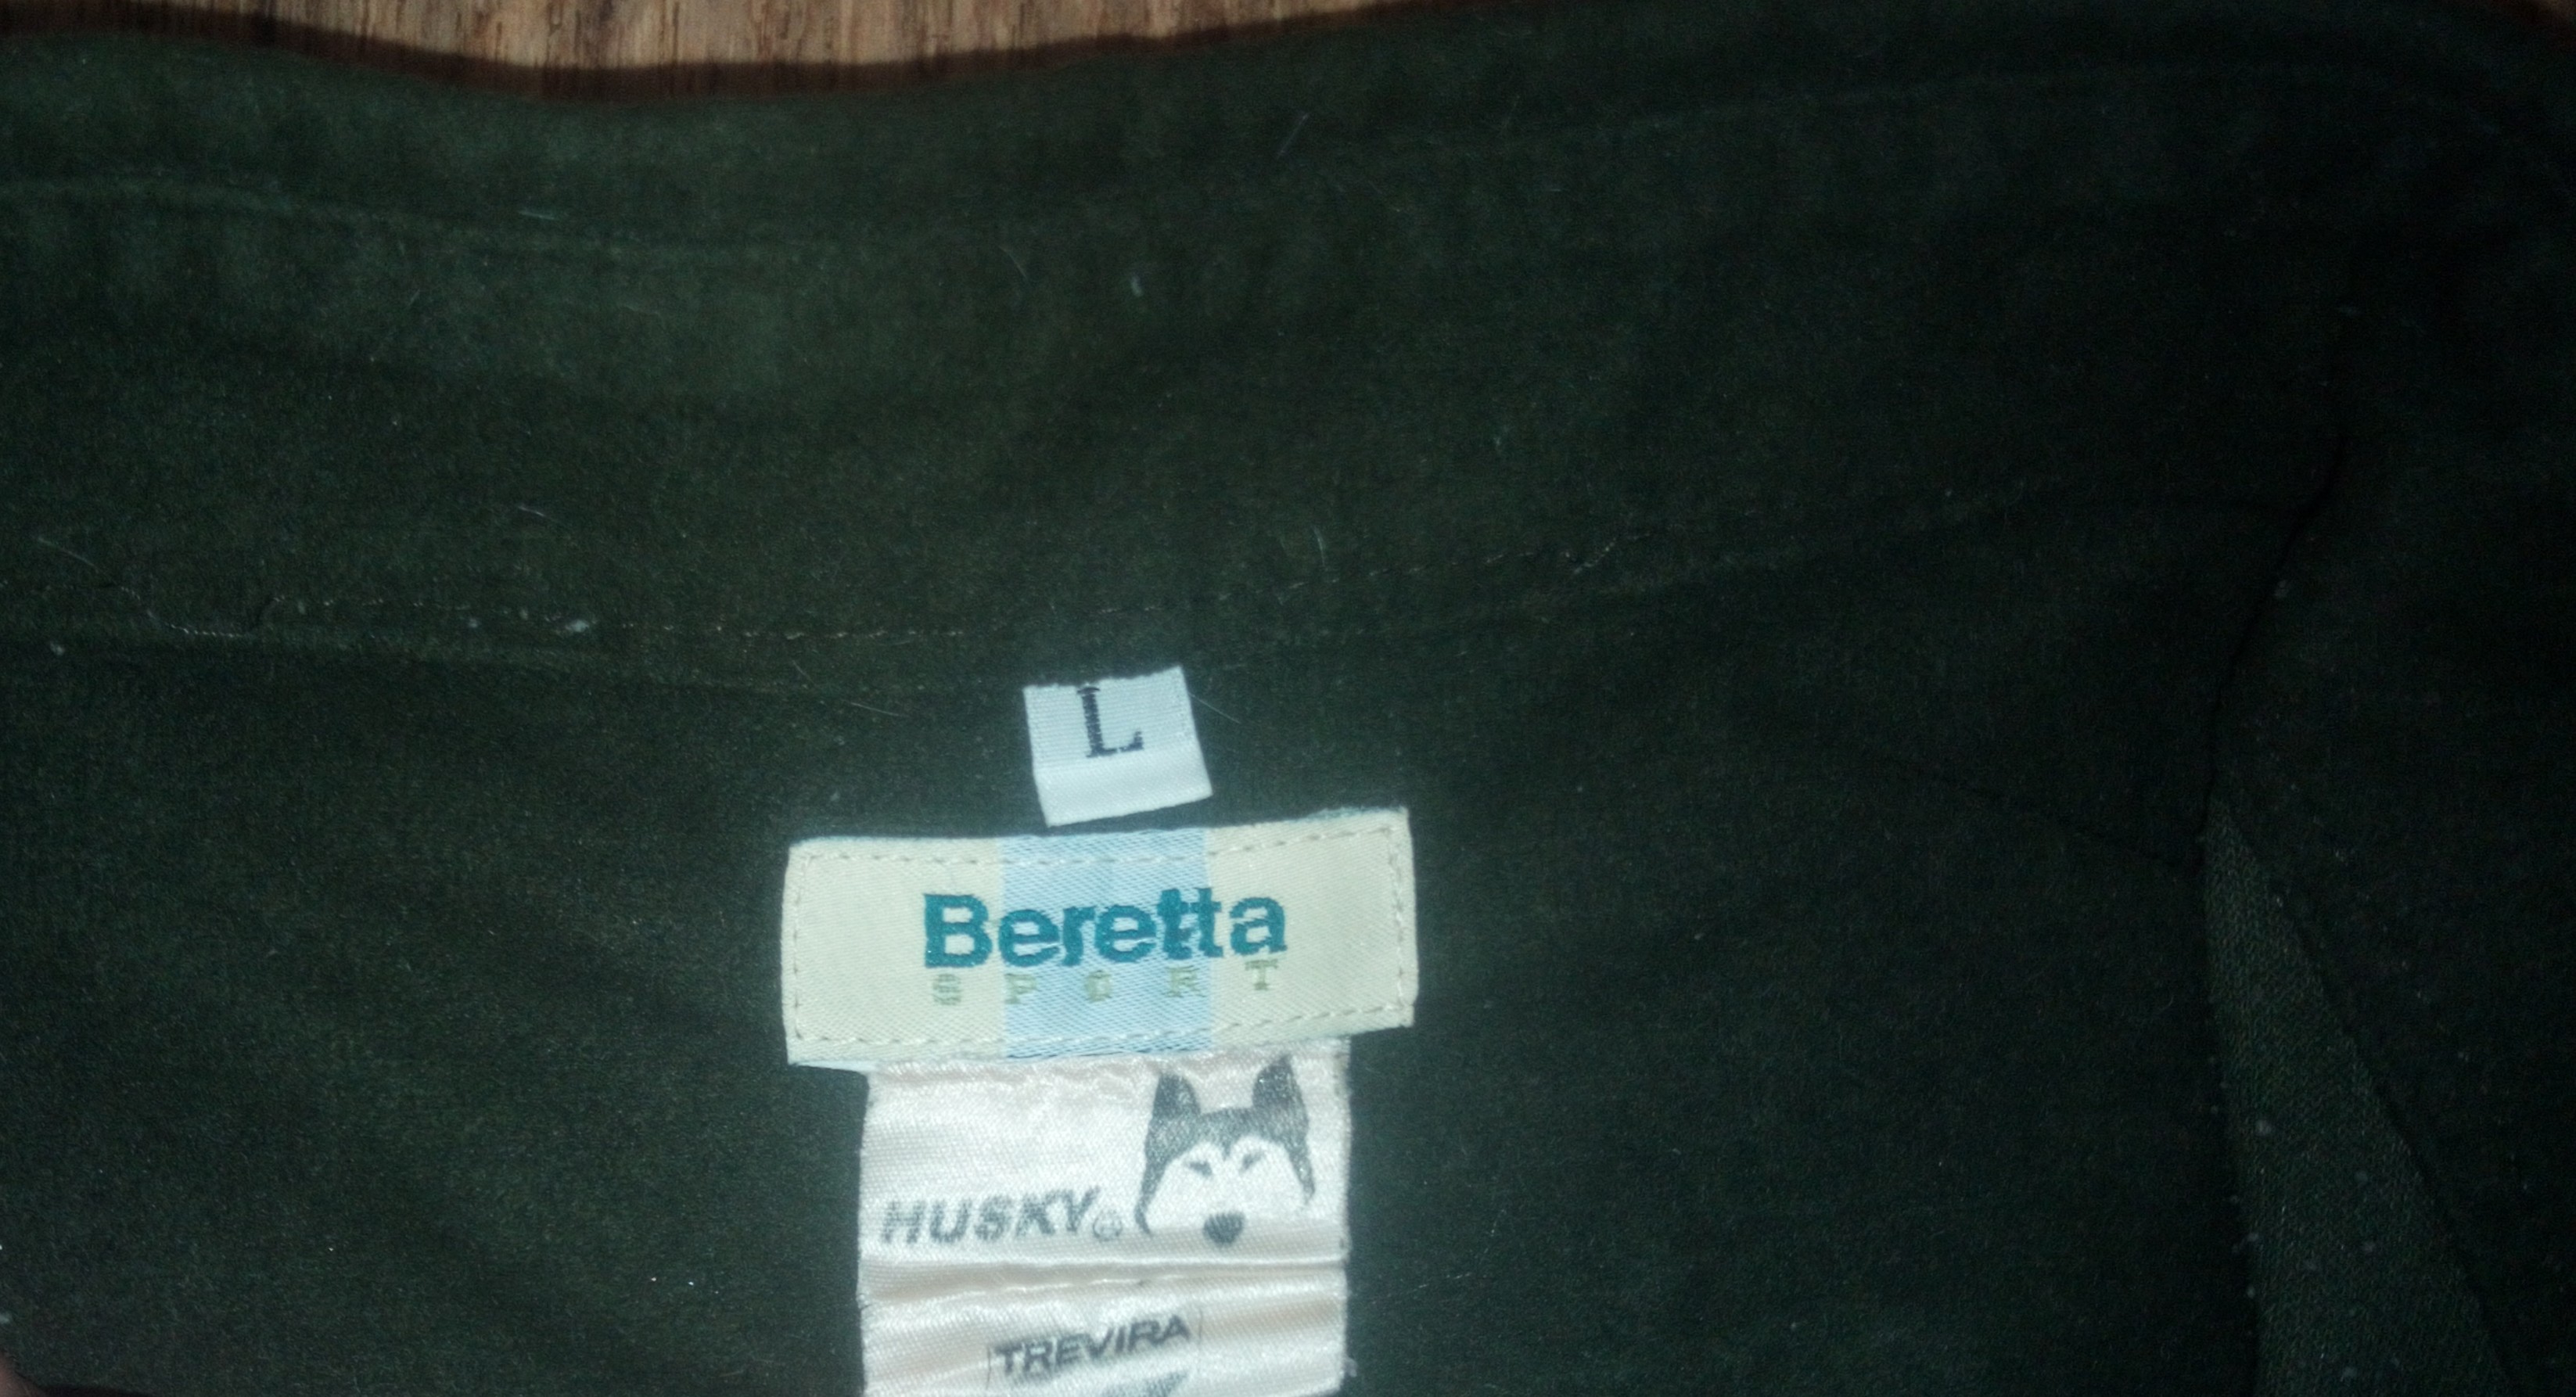 L
Beretta
SPORT
HUSKY®
TREVIRA